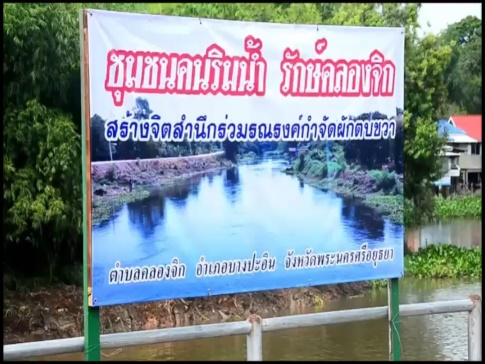 ชุมชนคนริมน้ำ รักษ์คลองจิก
สร้างจิตสำนึกร่วมรณรงค์กำจัดผักตบชวา
ตำบลคลองจิก อำเภอบางปะอิน จังหวัดพระนครศรีอยุธยา